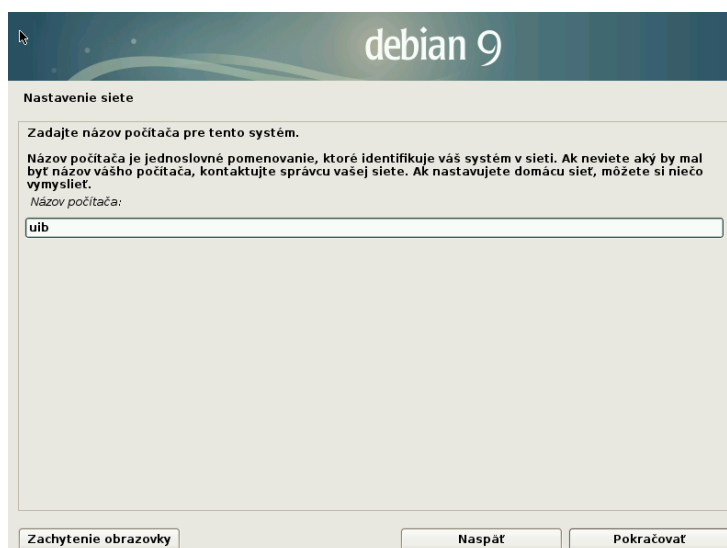 debian 9
Nastavenie siete
Zadajte názov počítača pre tento systém.
Názov počítača je jednoslovné pomenovanie, ktoré identifikuje váš systém v sieti. Ak neviete aký by mal
byť názov vášho počítača, kontaktujte správcu vašej siete. Ak nastavujete domácu sieť, môžete si niečo
vymyslieť.
Názov počítača:
uib
Zachytenie obrazovky
Naspäť
Pokračovať